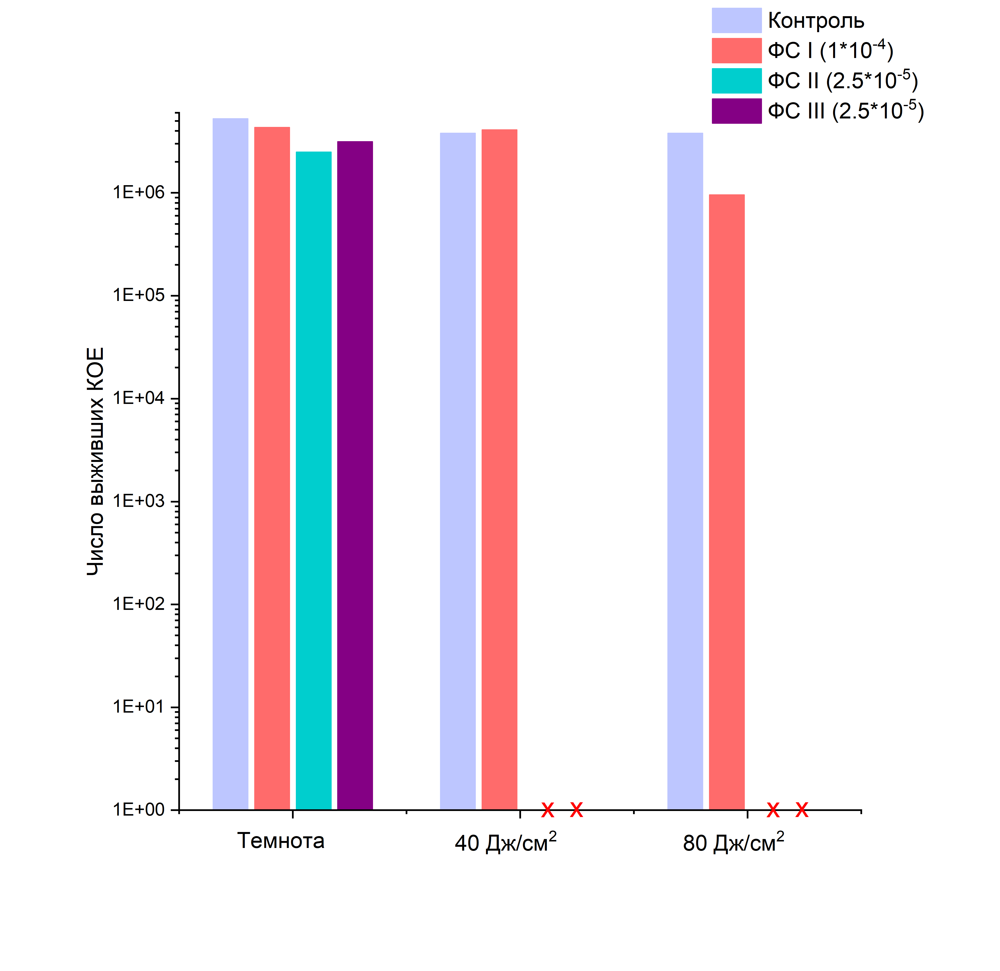 Контроль
ФС I (1*10⁻⁴)
ФС II (2.5*10⁻⁵)
ФС III (2.5*10⁻⁵)
Число выживших КОЕ
1E+06
1E+05
1E+04
1E+03
1E+02
1E+01
1E+00
x x x x
Темнота 40 Дж/см² 80 Дж/см²